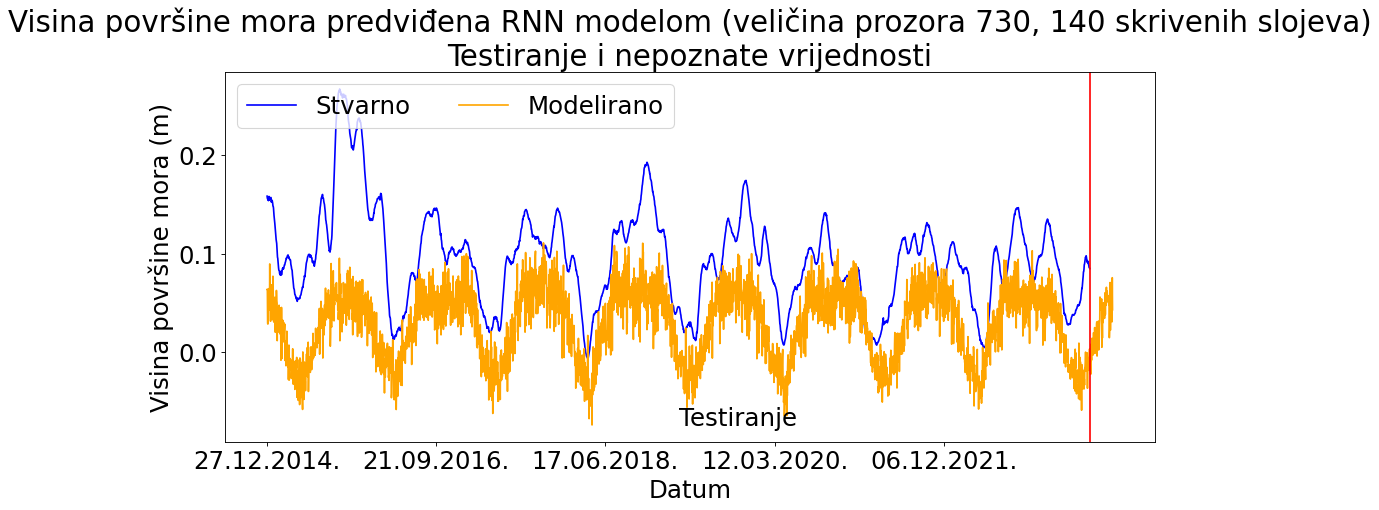 Visina površine mora predviđena RNN modelom (veličina prozora 730, 140 skrivenih slojeva)
Testiranje i nepoznate vrijednosti
Stvarno Modelirano
Visina površine mora (m)
0.2
0.1
0.0
Testiranje
27.12.2014. 21.09.2016. 17.06.2018. 12.03.2020. 06.12.2021.
Datum